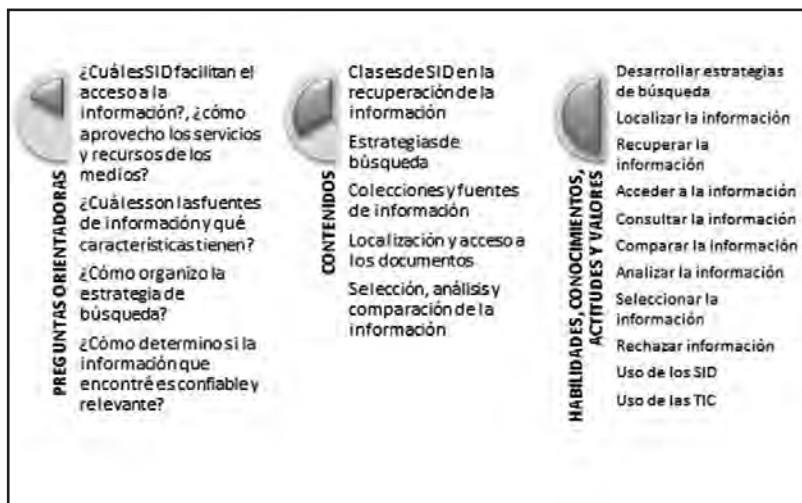 PREGUNTAS ORIENTADORAS
¿Cuáles SID facilitan el
acceso a la
información?, ¿cómo
aprovecho los servicios
y recursos de los
medios?
¿Cuáles son las fuentes
de información y qué
características tienen?
¿Cómo organizo la
estrategia de
búsqueda?
¿Cómo determino si la
información que
encontré es confiable y
relevante?
CONTENIDOS
Clases de SID en la
recuperación de la
información
Estrategias de
búsqueda
Colecciones y fuentes
de información
Localización y acceso a
los documentos
Selección, análisis y
comparación de la
información
HABILIDADES, CONOCIMIENTOS,
ACTITUDES Y VALORES
Desarrollar estrategias
de búsqueda
Localizar la información
Recuperar la
información
Acceder a la información
Consultar la información
Comparar la información
Analizar la información
Seleccionar la
información
Rechazar información
Uso de los SID
Uso de las TIC